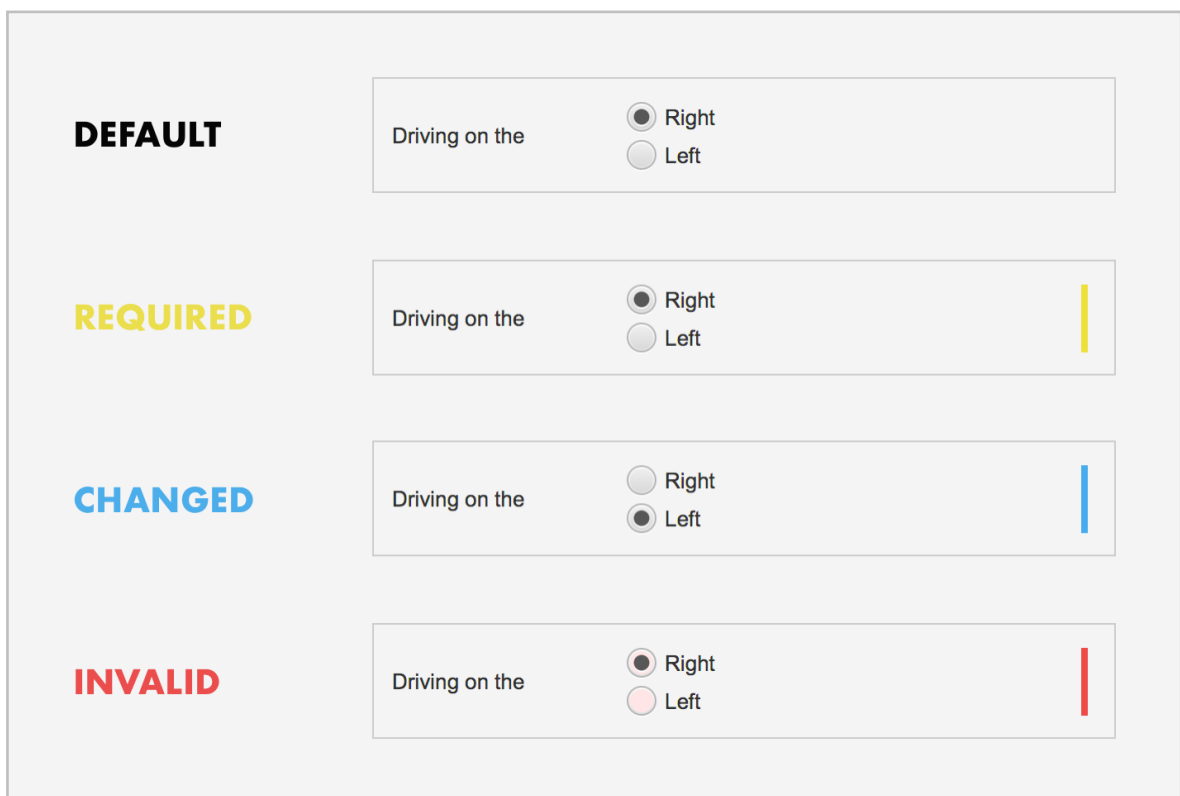 DEFAULT
Driving on the
Right
Left
REQUIRED
Driving on the
Right
Left
CHANGED
Driving on the
Right
Left
INVALID
Driving on the
Right
Left